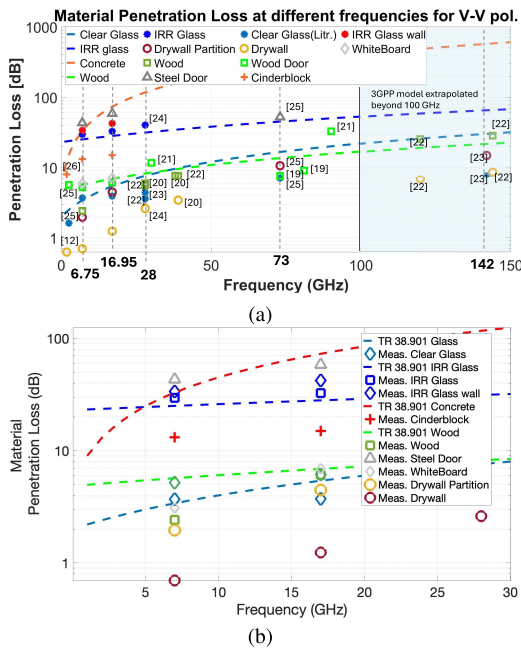 Material Penetration Loss at different frequencies for V-V pol.
Clear Glass
IRR Glass
Clear Glass(Litr.)
IRR Glass wall
IRR glass
Drywall Partition
Drywall
WhiteBoard
Concrete
Wood
Wood Door
Wood
Steel Door
Cinderblock
3GPP model extrapolated
beyond 100 GHz
Penetration Loss [dB]
1000
100
10
1
[24]
[25]
[21]
[26]
[21]
[22]
[22]
[25]
[22]
[20]
[20]
[22]
[19]
[19]
[25]
[25]
[23]
[25]
[22]
[23]
[24]
[22]
[23]
[22]
[12]
0
50
100
150
6.75
16.95
28
73
142
Frequency (GHz)
(a)
Material
Penetration Loss (dB)
100
10
1
TR 38.901 Glass
Meas. Clear Glass
TR 38.901 IRR Glass
Meas. IRR Glass
Meas. IRR Glass wall
TR 38.901 Concrete
Meas. Cinderblock
TR 38.901 Wood
Meas. Wood
Meas. Steel Door
Meas. WhiteBoard
Meas. Drywall Partition
Meas. Drywall
5
10
15
20
25
30
Frequency (GHz)
(b)